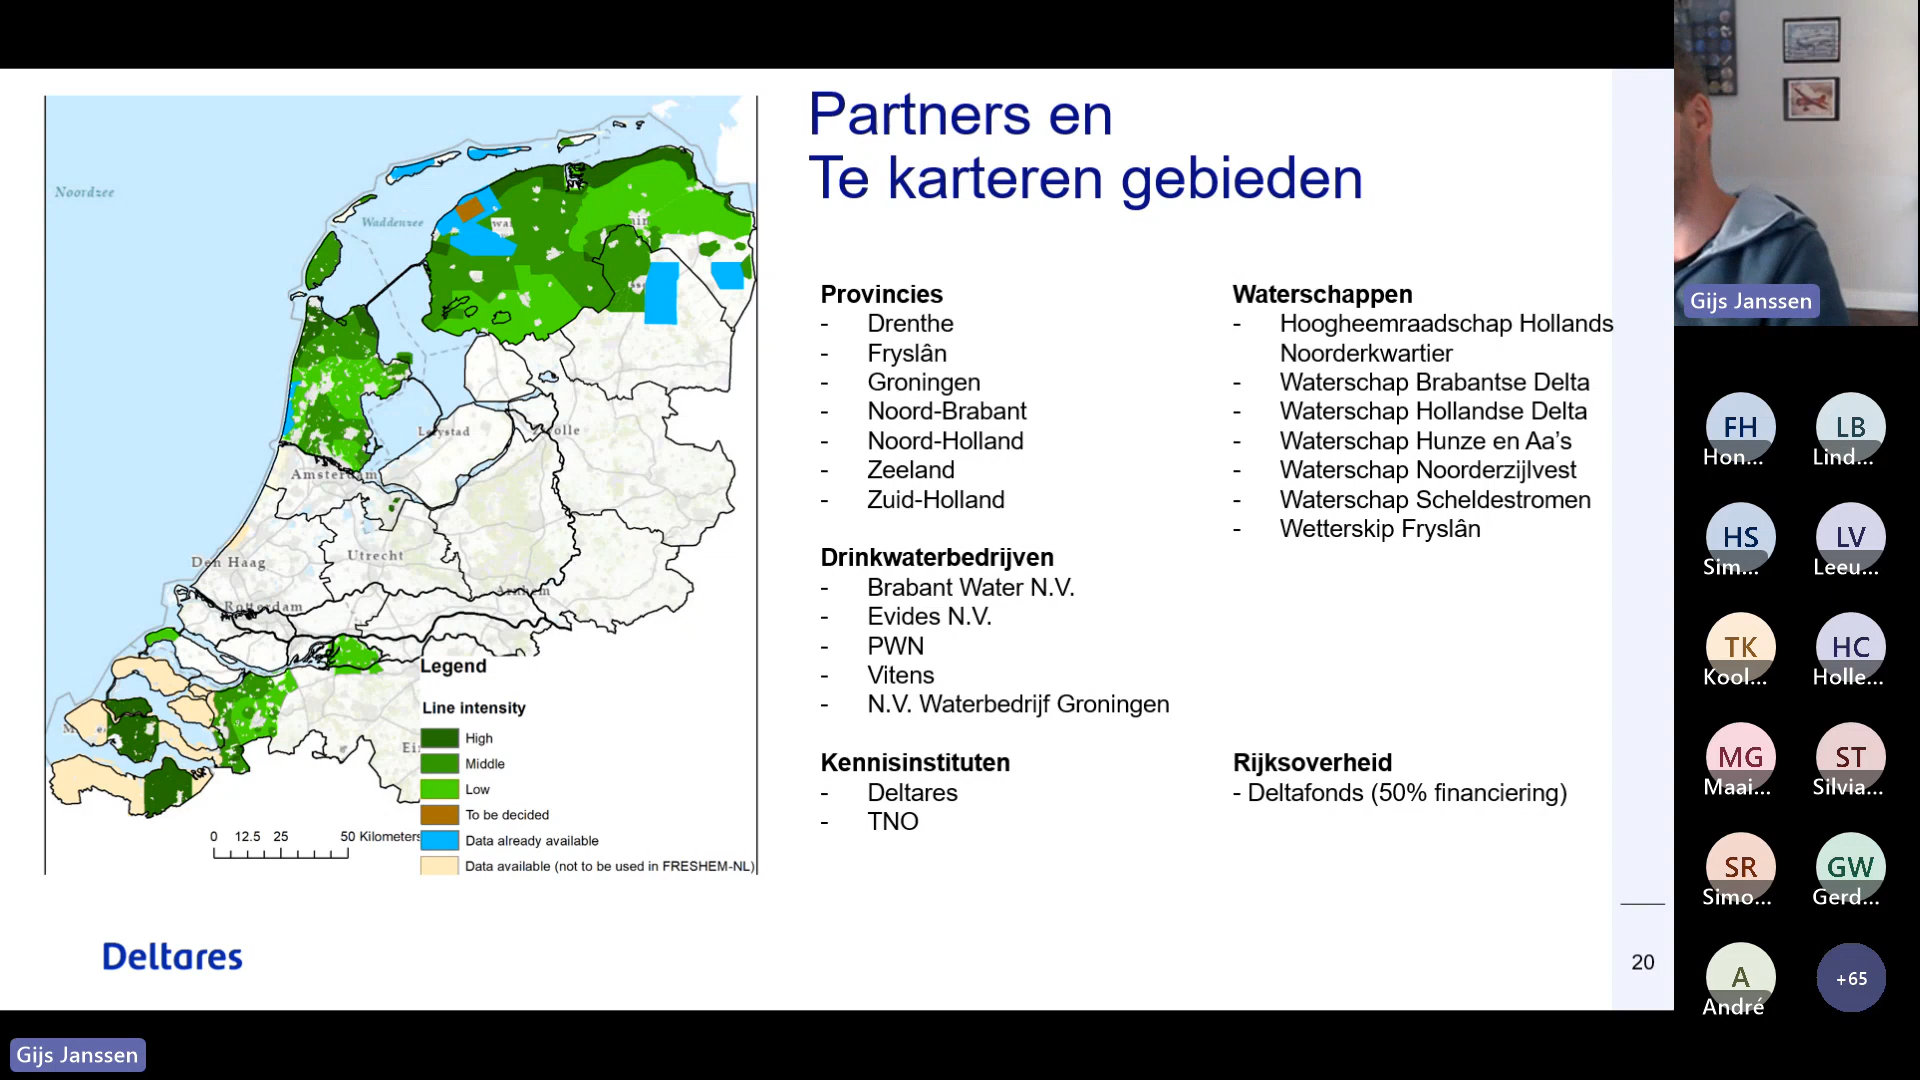 Partners en
Te karteren gebieden
Noordzee
Waddenzee
Lelystad
Zwolle
Amsterdam
Den Haag
Utrecht
Rotterdam
Arnhem
Legend
Line intensity
High
Middle
Low
To be decided
Data already available
Data available (not to be used in FRESHEM-NL)
0 12.5 25 50 Kilometers
Provincies
- Drenthe
- Fryslân
- Groningen
- Noord-Brabant
- Noord-Holland
- Zeeland
- Zuid-Holland
Drinkwaterbedrijven
- Brabant Water N.V.
- Evides N.V.
- PWN
- Vitens
- N.V. Waterbedrijf Groningen
Kennisinstituten
- Deltares
- TNO
Waterschappen
- Hoogheemraadschap Hollands
Noorderkwartier
- Waterschap Brabantse Delta
- Waterschap Hollandse Delta
- Waterschap Hunze en Aa's
- Waterschap Noorderzijlvest
- Waterschap Scheldestromen
- Wetterskip Fryslân
Rijksoverheid
- Deltafonds (50% financiering)
Deltares
20
Gijs Janssen
FH LB
Hon... Lind...
HS LV
Sim... Leeu...
TK HC
Kool... Holle...
MG ST
Maai... Silvia...
SR GW
Simo... Gerd...
A +65
André
Gijs Janssen